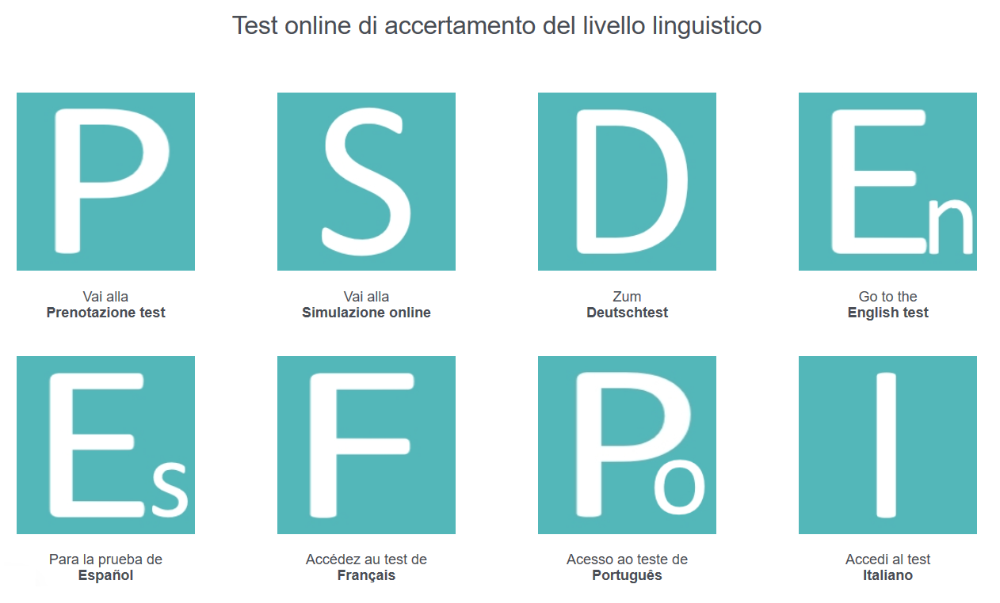 Test online di accertamento del livello linguistico
P
S
D
En
Vai alla
Prenotazione test
Vai alla
Simulazione online
Zum
Deutschtest
Go to the
English test
Es
F
Po
I
Para la prueba de
Español
Accédez au test de
Français
Acesso ao teste de
Português
Accedi al test
Italiano